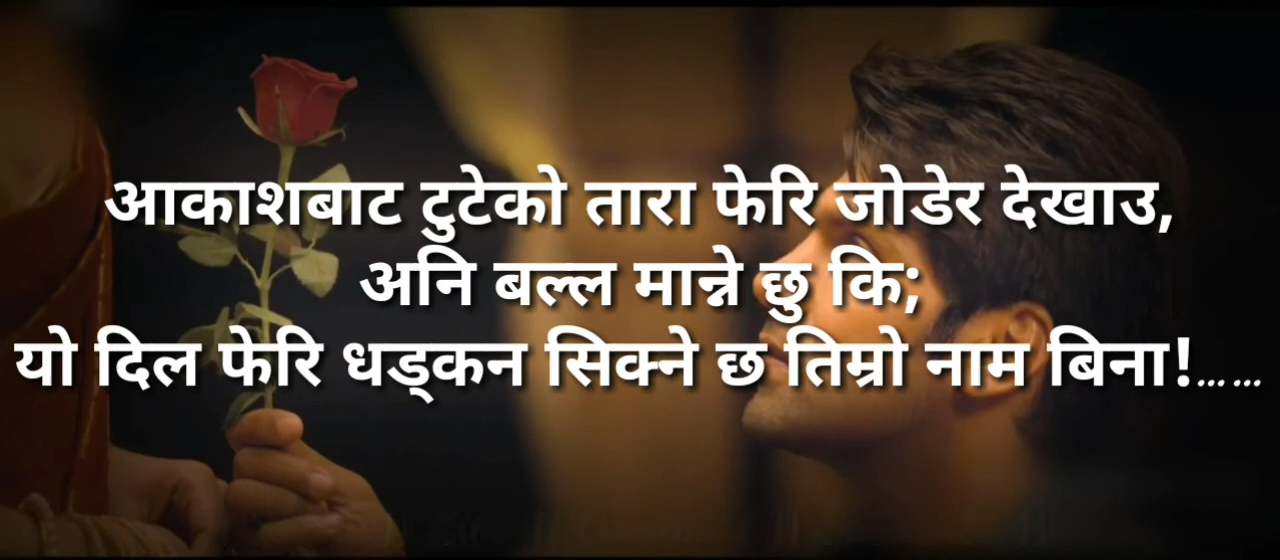 आकाशबाट टुटेको तारा फेरि जोडेर देखाउ,
अनि बल्ल मान्ने छु कि;
यो दिल फेरि धड्कन सिक्ने छ तिम्रो नाम बिना!... ...